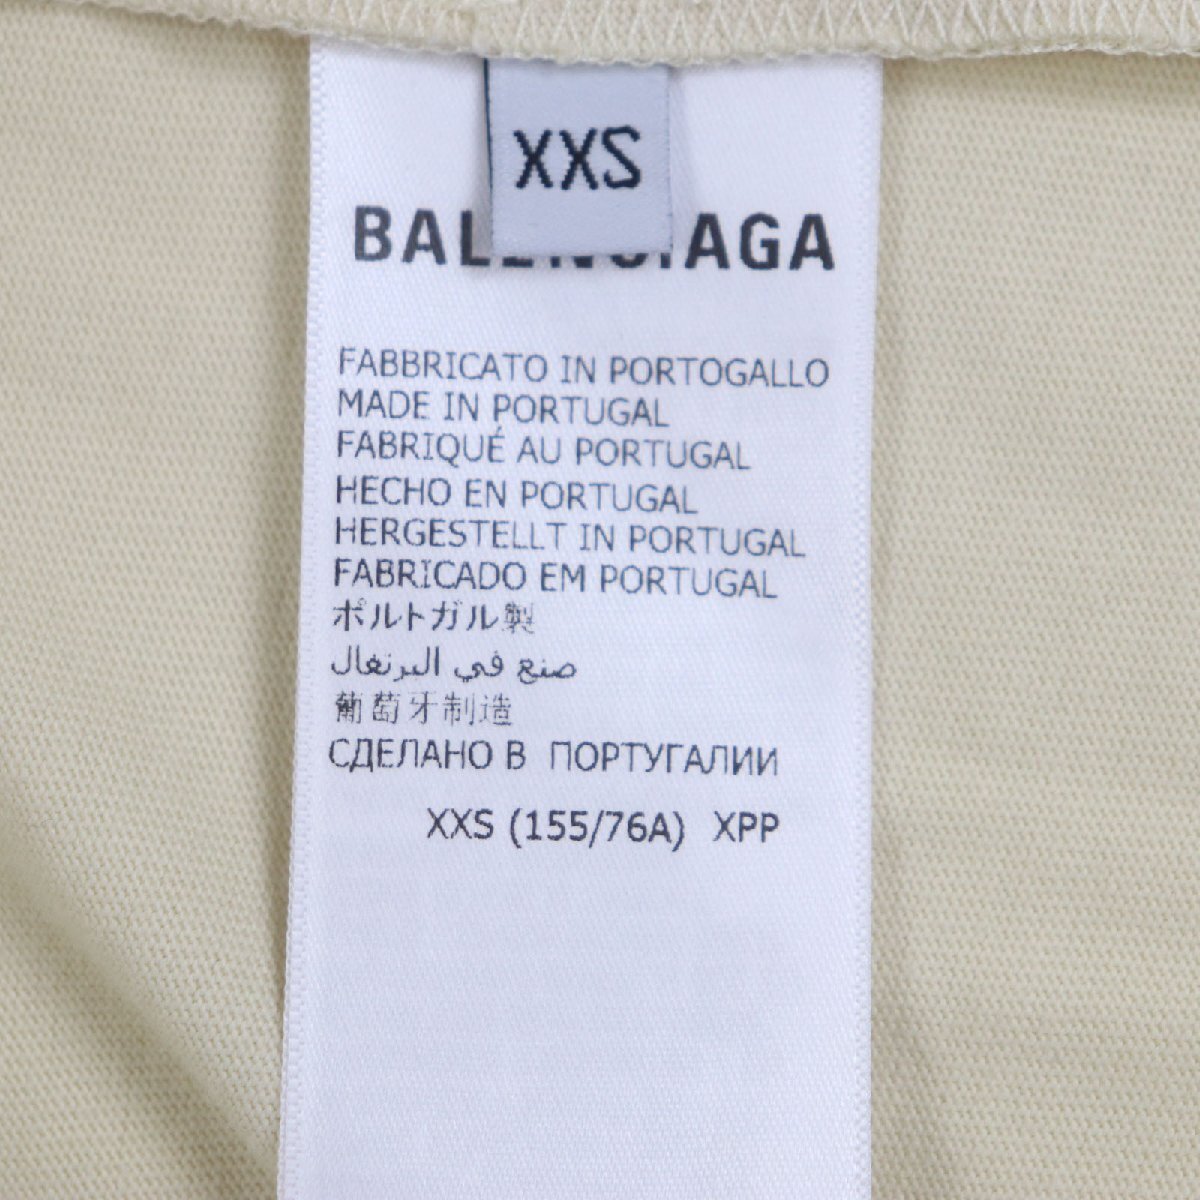 XXS
BALENCIAGA
FABBRICATO IN PORTOGALLO
MADE IN PORTUGAL
FABRIQUÉ AU PORTUGAL
HECHO EN PORTUGAL
HERGESTELLT IN PORTUGAL
FABRICADO EM PORTUGAL
ポルトガル製
صنع في البرتغال
葡萄牙制造
СДЕЛАНО В ПОРТУГАЛИИ
XXS (155/76A) XPP